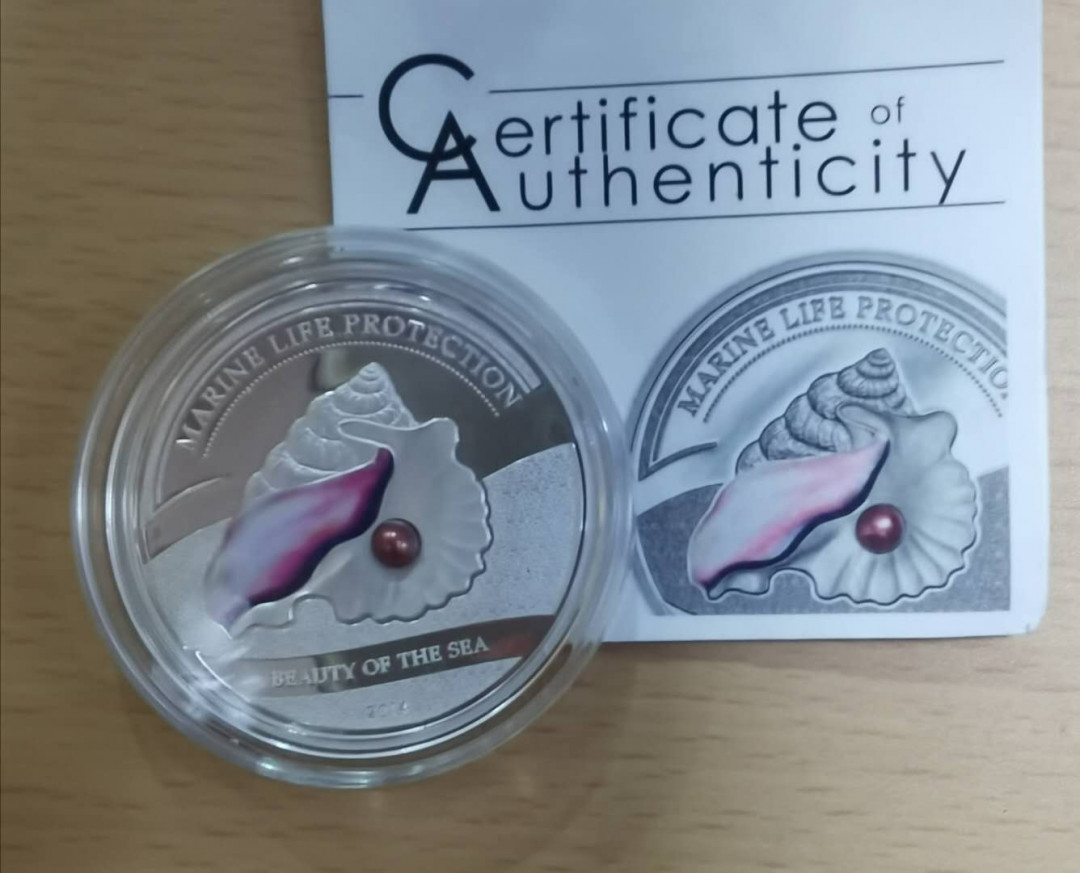 Certificate of
Authenticity
MARINE LIFE PROTECTION
BEAUTY OF THE SEA
MARINE LIFE PROTECTIO